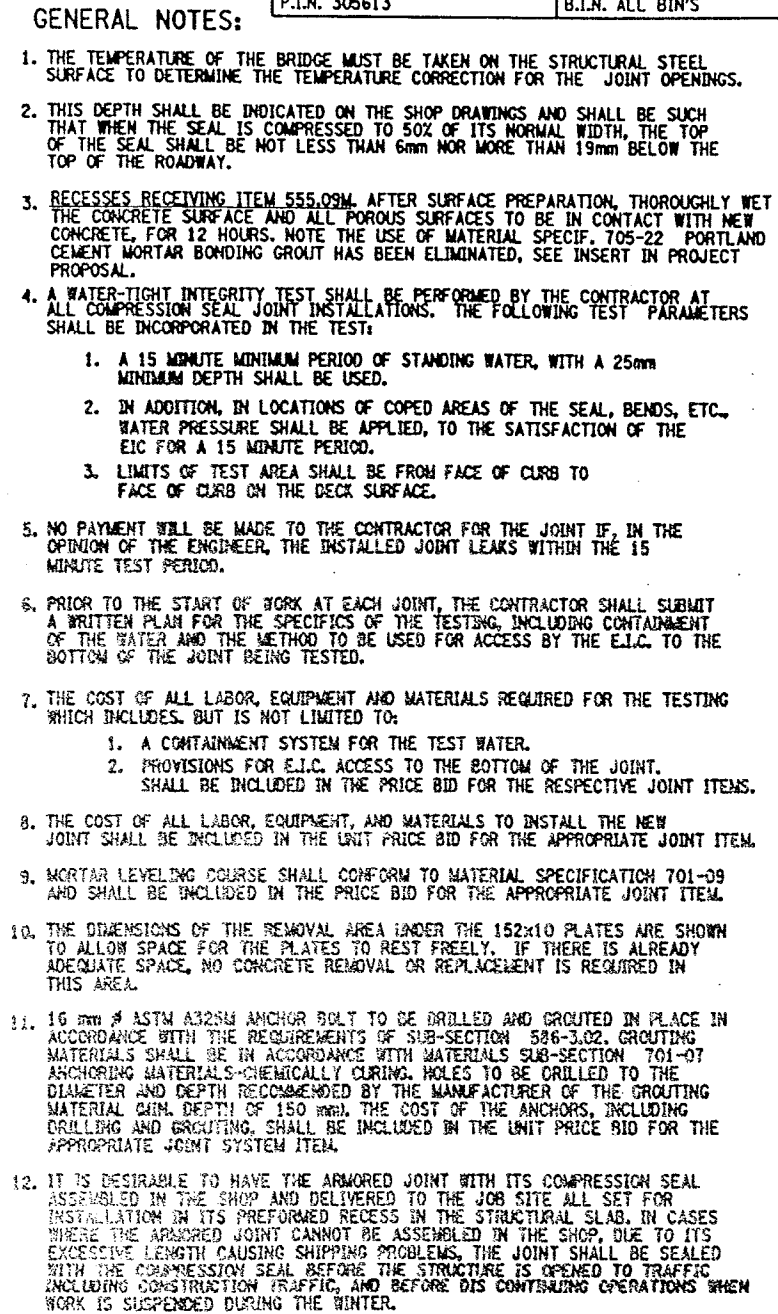 P.I.N. 305613 B.I.N. ALL BIN'S
GENERAL NOTES:
1. THE TEMPERATURE OF THE BRIDGE MUST BE TAKEN ON THE STRUCTURAL STEEL
SURFACE TO DETERMINE THE TEMPERATURE CORRECTION FOR THE JOINT OPENINGS.
2. THIS DEPTH SHALL BE INDICATED ON THE SHOP DRAWINGS AND SHALL BE SUCH
THAT WHEN THE SEAL IS COMPRESSED TO 50% OF ITS NORMAL WIDTH, THE TOP
OF THE SEAL SHALL BE NOT LESS THAN 6mm NOR MORE THAN 19mm BELOW THE
TOP OF THE ROADWAY.
3. RECESSES RECEIVING ITEM 555.09M. AFTER SURFACE PREPARATION, THOROUGHLY WET
THE CONCRETE SURFACE AND ALL POROUS SURFACES TO BE IN CONTACT WITH NEW
CONCRETE, FOR 12 HOURS. NOTE THE USE OF MATERIAL SPECIF. 705-22 PORTLAND
CEMENT MORTAR BONDING GROUT HAS BEEN ELIMINATED, SEE INSERT IN PROJECT
PROPOSAL.
4. A WATER-TIGHT INTEGRITY TEST SHALL BE PERFORMED BY THE CONTRACTOR AT
ALL COMPRESSION SEAL JOINT INSTALLATIONS. THE FOLLOWING TEST PARAMETERS
SHALL BE INCORPORATED IN THE TEST:
1. A 15 MINUTE MINIMUM PERIOD OF STANDING WATER, WITH A 25mm
MINIMUM DEPTH SHALL BE USED.
2. IN ADDITION, IN LOCATIONS OF COPED AREAS OF THE SEAL, BENDS, ETC.,
WATER PRESSURE SHALL BE APPLIED, TO THE SATISFACTION OF THE
EIC FOR A 15 MINUTE PERIOD.
3. LIMITS OF TEST AREA SHALL BE FROM FACE OF CURB TO
FACE OF CURB ON THE DECK SURFACE.
5. NO PAYMENT WILL BE MADE TO THE CONTRACTOR FOR THE JOINT IF, IN THE
OPINION OF THE ENGINEER, THE INSTALLED JOINT LEAKS WITHIN THE 15
MINUTE TEST PERIOD.
6. PRIOR TO THE START OF WORK AT EACH JOINT, THE CONTRACTOR SHALL SUBMIT
A WRITTEN PLAN FOR THE SPECIFICS OF THE TESTING, INCLUDING CONTAINMENT
OF THE WATER AND THE METHOD TO BE USED FOR ACCESS BY THE E.I.C. TO THE
BOTTOM OF THE JOINT BEING TESTED.
7. THE COST OF ALL LABOR, EQUIPMENT AND MATERIALS REQUIRED FOR THE TESTING
WHICH INCLUDES. BUT IS NOT LIMITED TO:
1. A CONTAINMENT SYSTEM FOR THE TEST WATER.
2. PROVISIONS FOR E.I.C. ACCESS TO THE BOTTOM OF THE JOINT.
SHALL BE INCLUDED IN THE PRICE BID FOR THE RESPECTIVE JOINT ITEMS.
8. THE COST OF ALL LABOR, EQUIPMENT, AND MATERIALS TO INSTALL THE NEW
JOINT SHALL BE INCLUDED IN THE UNIT PRICE BID FOR THE APPROPRIATE JOINT ITEM.
9. MORTAR LEVELING COURSE SHALL CONFORM TO MATERIAL SPECIFICATION 701-09
AND SHALL BE INCLUDED IN THE PRICE BID FOR THE APPROPRIATE JOINT ITEM.
10. THE DIMENSIONS OF THE REMOVAL AREA UNDER THE 152x10 PLATES ARE SHOWN
TO ALLOW SPACE FOR THE PLATES TO REST FREELY. IF THERE IS ALREADY
ADEQUATE SPACE, NO CONCRETE REMOVAL OR REPLACEMENT IS REQUIRED IN
THIS AREA.
11. 16 mm ø ASTM A325M ANCHOR BOLT TO BE DRILLED AND GROUTED IN PLACE IN
ACCORDANCE WITH THE REQUIREMENTS OF SUB-SECTION 586-3.02. GROUTING
MATERIALS SHALL BE IN ACCORDANCE WITH MATERIALS SUB-SECTION 701-07
ANCHORING MATERIALS-CHEMICALLY CURING. HOLES TO BE DRILLED TO THE
DIAMETER AND DEPTH RECOMMENDED BY THE MANUFACTURER OF THE GROUTING
MATERIAL (MIN. DEPTH OF 150 mm). THE COST OF THE ANCHORS, INCLUDING
DRILLING AND GROUTING, SHALL BE INCLUDED IN THE UNIT PRICE BID FOR THE
APPROPRIATE JOINT SYSTEM ITEM.
12. IT IS DESIRABLE TO HAVE THE ARMORED JOINT WITH ITS COMPRESSION SEAL
ASSEMBLED IN THE SHOP AND DELIVERED TO THE JOB SITE ALL SET FOR
INSTALLATION IN ITS PREFORMED RECESS IN THE STRUCTURAL SLAB. IN CASES
WHERE THE ARMORED JOINT CANNOT BE ASSEMBLED IN THE SHOP, DUE TO ITS
EXCESSIVE LENGTH CAUSING SHIPPING PROBLEMS, THE JOINT SHALL BE SEALED
WITH THE COMPRESSION SEAL BEFORE THE STRUCTURE IS OPENED TO TRAFFIC
INCLUDING CONSTRUCTION TRAFFIC, AND BEFORE DIS CONTINUING OPERATIONS WHEN
WORK IS SUSPENDED DURING THE WINTER.